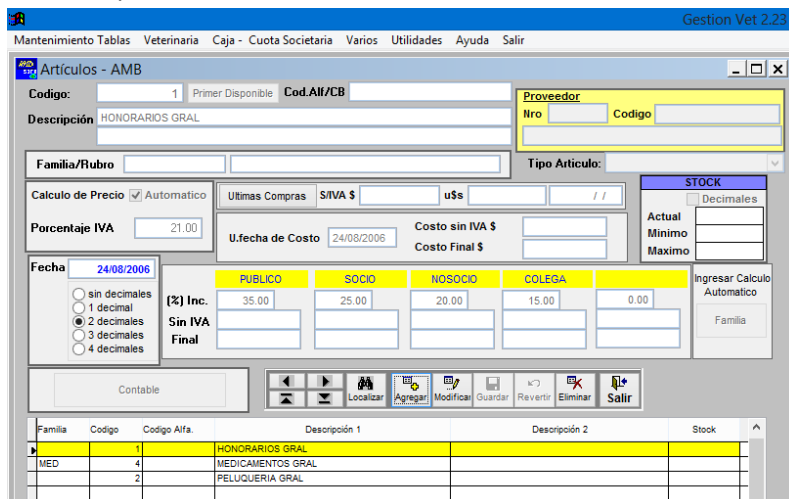 Gestion Vet 2.23
Mantenimiento Tablas Veterinaria Caja - Cuota Societaria Varios Utilidades Ayuda Salir
Artículos - AMB
Codigo: 1 Primer Disponible Cod.Alf/CB
Proveedor
Descripción HONORARIOS GRAL
Nro Codigo
Familia/Rubro Tipo Articulo:
Calculo de Precio Automatico Ultimas Compras S/IVA $ u$s / /
STOCK
Decimales
Actual
Minimo
Maximo
Porcentaje IVA 21.00
U.fecha de Costo 24/08/2006 Costo sin IVA $
Costo Final $
Fecha 24/08/2006
sin decimales
1 decimal
2 decimales
3 decimales
4 decimales
PUBLICO SOCIO NOSOCIO COLEGA
(%) Inc. 35.00 25.00 20.00 15.00 0.00
Sin IVA
Final
Ingresar Calculo
Automatico
Familia
Contable
Localizar Agregar Modificar Guardar Revertir Eliminar Salir
Familia Codigo Codigo Alfa. Descripción 1 Descripción 2 Stock
1 HONORARIOS GRAL
MED 4 MEDICAMENTOS GRAL
2 PELUQUERIA GRAL